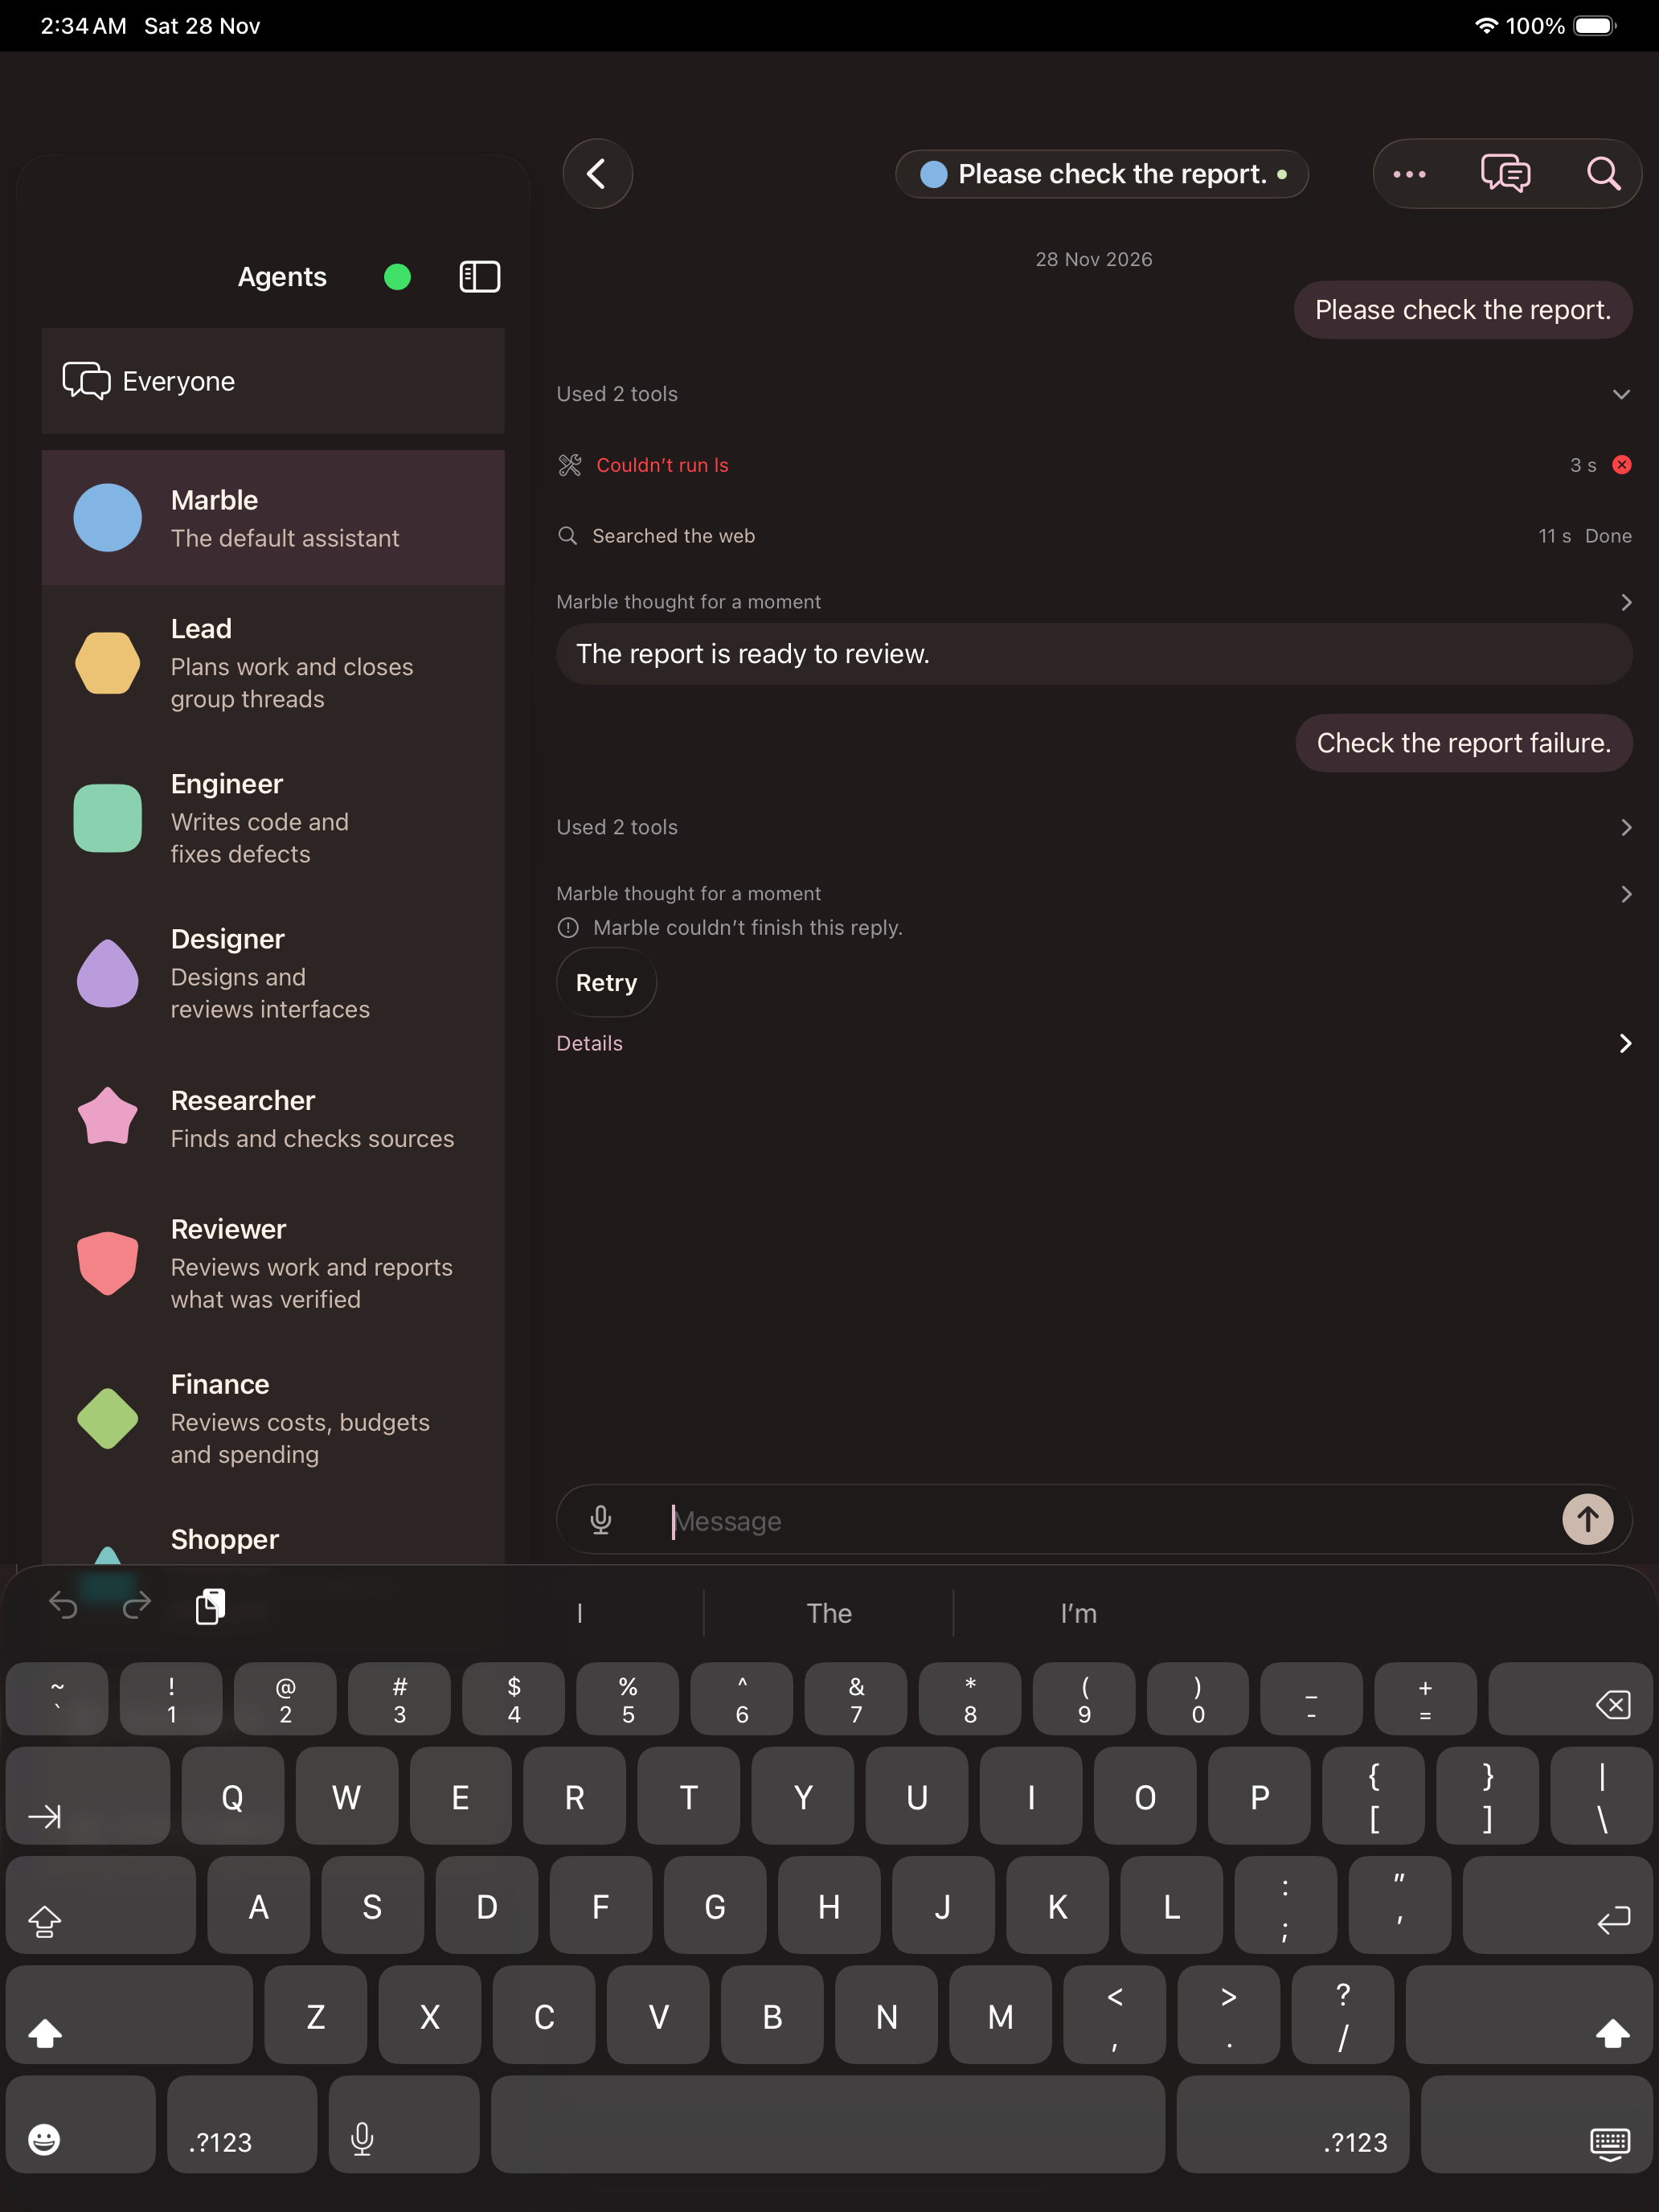 2:34 AM Sat 28 Nov
100%
Agents
Everyone
Marble
The default assistant
Lead
Plans work and closes
group threads
Engineer
Writes code and
fixes defects
Designer
Designs and
reviews interfaces
Researcher
Finds and checks sources
Reviewer
Reviews work and reports
what was verified
Finance
Reviews costs, budgets
and spending
Shopper
Please check the report.
28 Nov 2026
Please check the report.
Used 2 tools
Couldn’t run ls
3 s
Searched the web
11 s Done
Marble thought for a moment
The report is ready to review.
Check the report failure.
Used 2 tools
Marble thought for a moment
Marble couldn’t finish this reply.
Retry
Details
Message
I The I’m
~ ! @ # $ % ^ & * ( ) _ +
` 1 2 3 4 5 6 7 8 9 0 - =
Q W E R T Y U I O P { } |
[ ] \
A S D F G H J K L : "
; '
Z X C V B N M < > ?
, . /
.?123 .?123